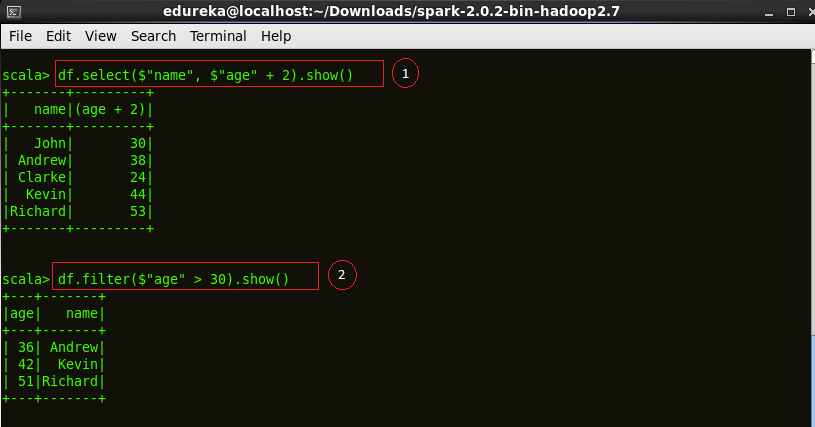 edureka@localhost:~/Downloads/spark-2.0.2-bin-hadoop2.7
File Edit View Search Terminal Help
scala> df.select($"name", $"age" + 2).show()
1
+-------+---------+
|   name|(age + 2)|
+-------+---------+
|   John|       30|
| Andrew|       38|
| Clarke|       24|
|  Kevin|       44|
|Richard|       53|
+-------+---------+
scala> df.filter($"age" > 30).show()
2
+---+-------+
|age|   name|
+---+-------+
| 36| Andrew|
| 42|  Kevin|
| 51|Richard|
+---+-------+